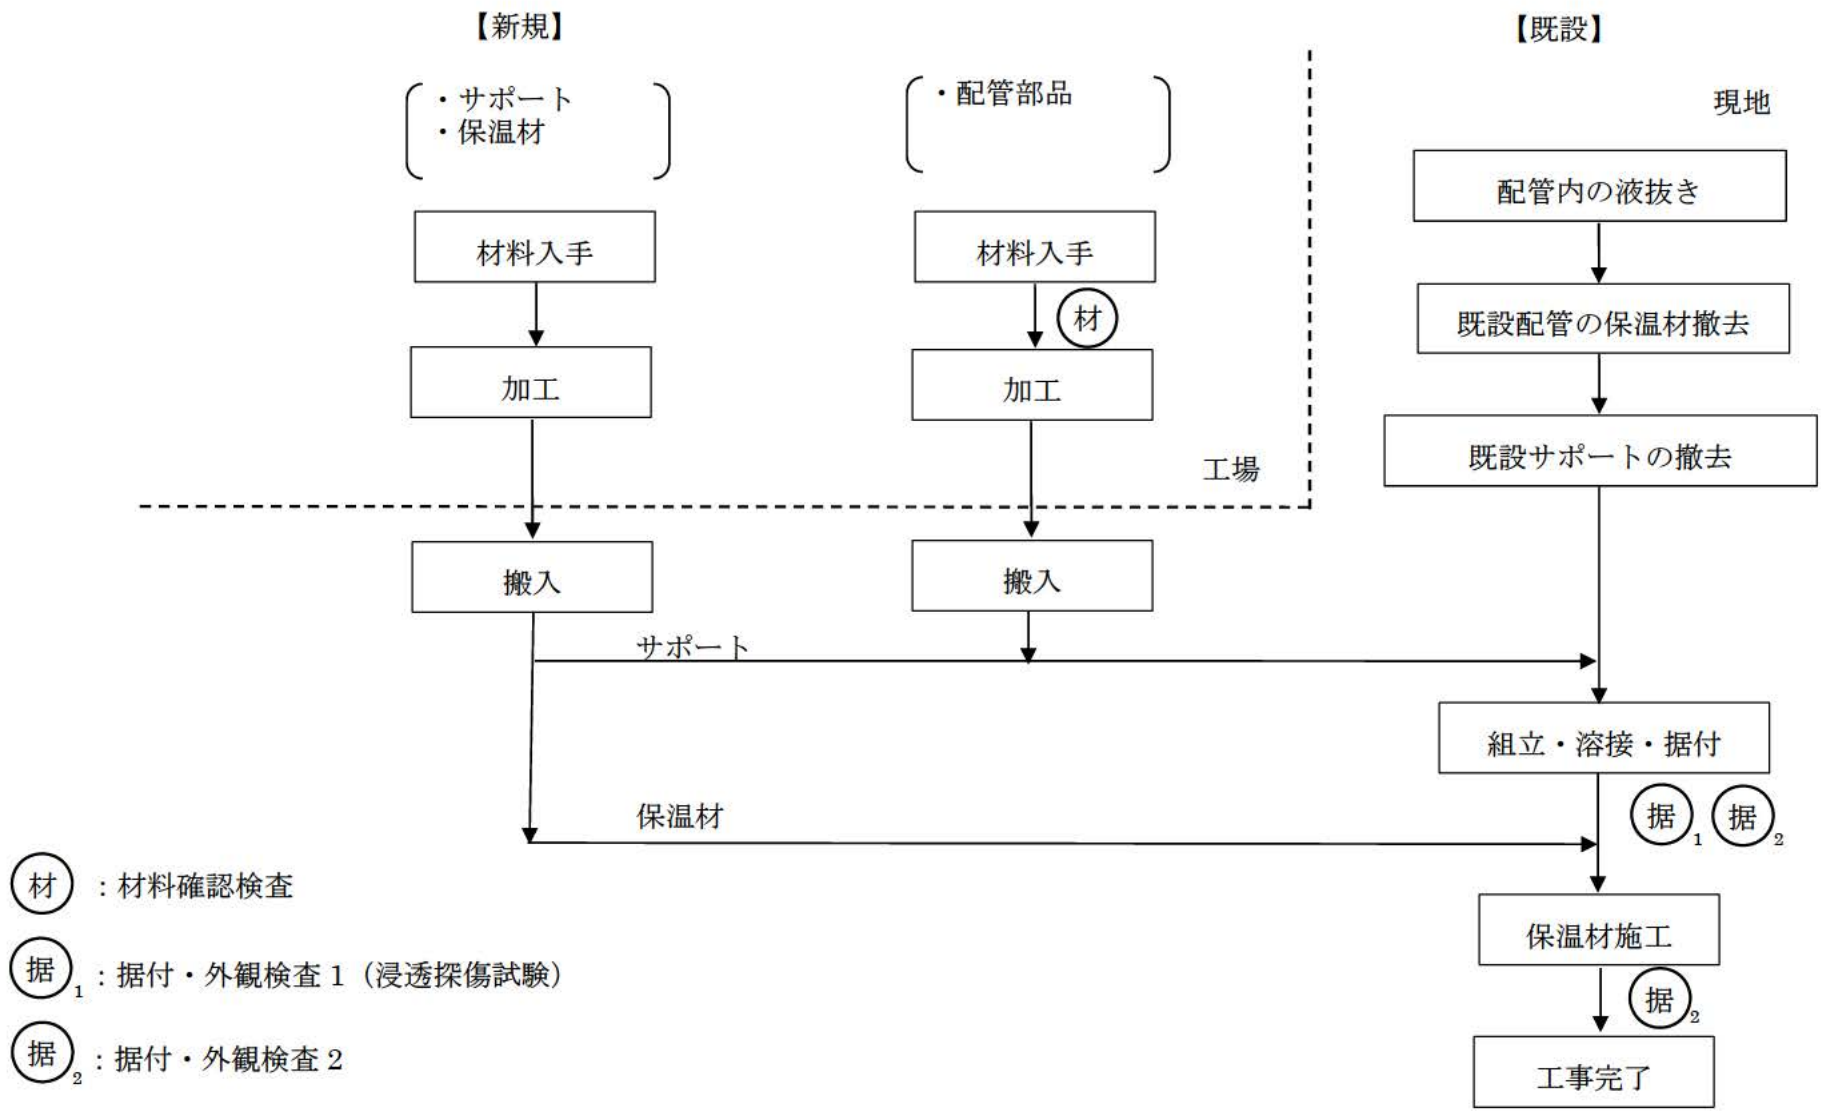 【新規】
【既設】
・サポート
・保温材
・配管部品
現地
配管内の液抜き
材料入手
材料入手
材
既設配管の保温材撤去
加工
加工
既設サポートの撤去
工場
搬入
搬入
サポート
組立・溶接・据付
保温材
据1 据2
材 : 材料確認検査
保温材施工
据1 : 据付・外観検査 1（浸透探傷試験）
据2
据2 : 据付・外観検査 2
工事完了